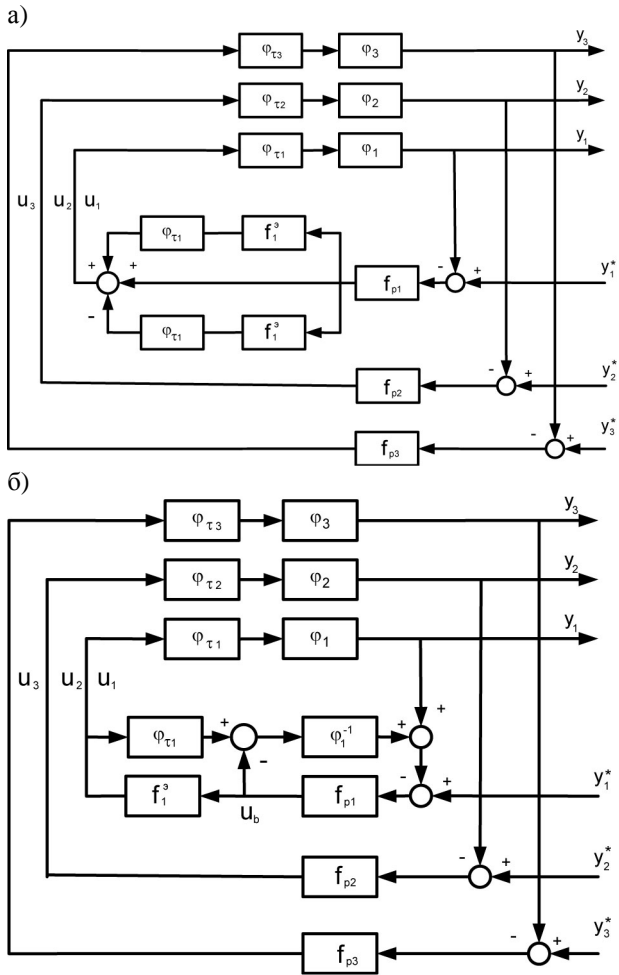 а)
φτ3 φ3 y3
φτ2 φ2 y2
φτ1 φ1 y1
u3 u2 u1
φτ1 f1э
+ + - +
fp1 y1*
-
φτ1 f1э
- +
fp2 y2*
- +
fp3 y3*
б)
φτ3 φ3 y3
φτ2 φ2 y2
φτ1 φ1 y1
u3 u2 u1
+
φτ1 + φ1-1 +
- - +
f1э fp1 y1*
ub
- +
fp2 y2*
- +
fp3 y3*